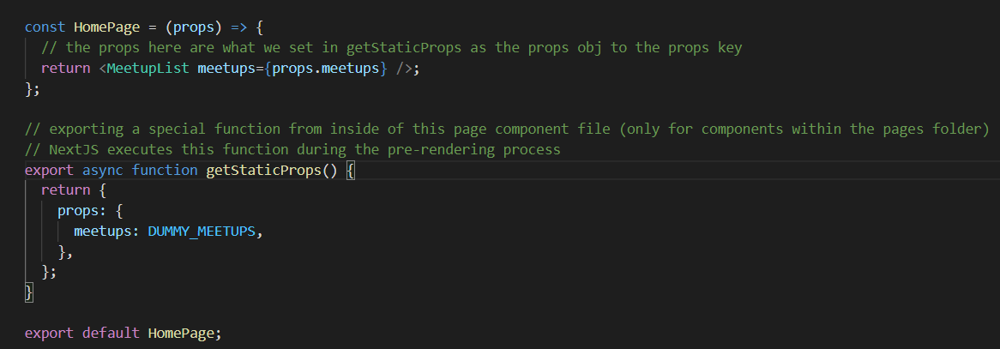 const HomePage = (props) => {
  // the props here are what we set in getStaticProps as the props obj to the props key
  return <MeetupList meetups={props.meetups} />;
};

// exporting a special function from inside of this page component file (only for components within the pages folder)
// NextJS executes this function during the pre-rendering process
export async function getStaticProps() {
  return {
    props: {
      meetups: DUMMY_MEETUPS,
    },
  };
}

export default HomePage;